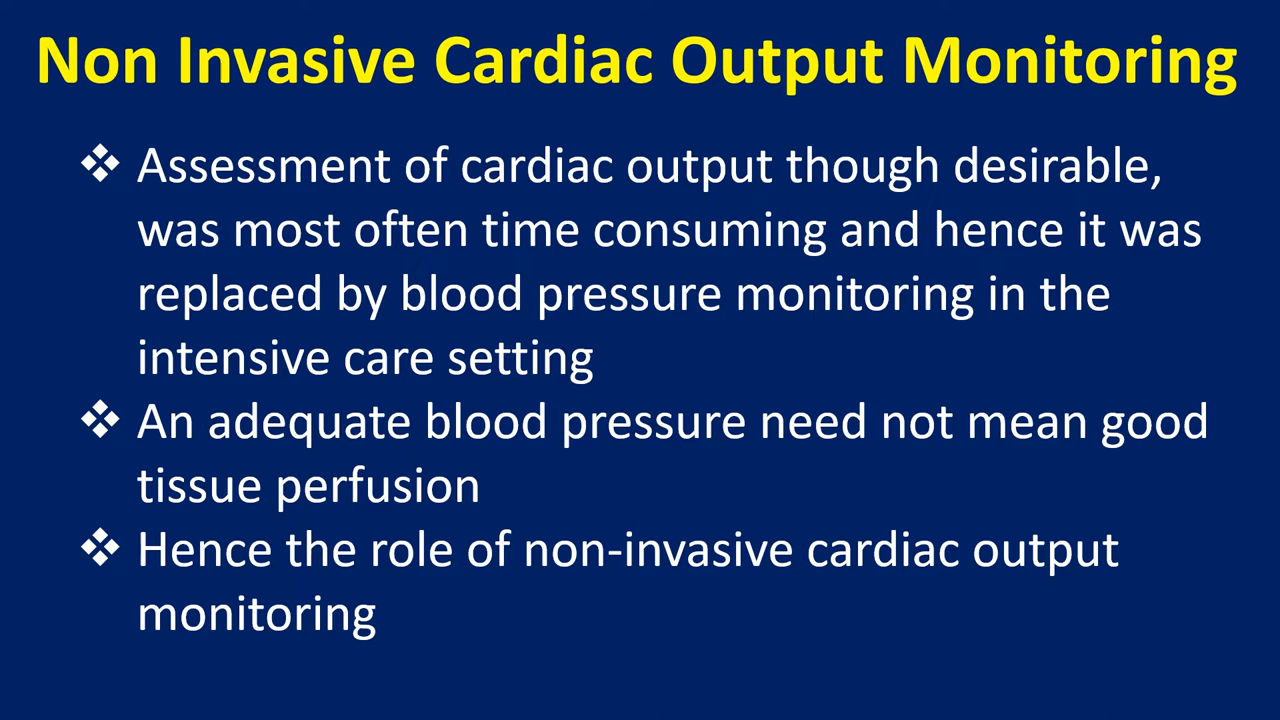 Non Invasive Cardiac Output Monitoring
❖ Assessment of cardiac output though desirable,
was most often time consuming and hence it was
replaced by blood pressure monitoring in the
intensive care setting
❖ An adequate blood pressure need not mean good
tissue perfusion
❖ Hence the role of non-invasive cardiac output
monitoring